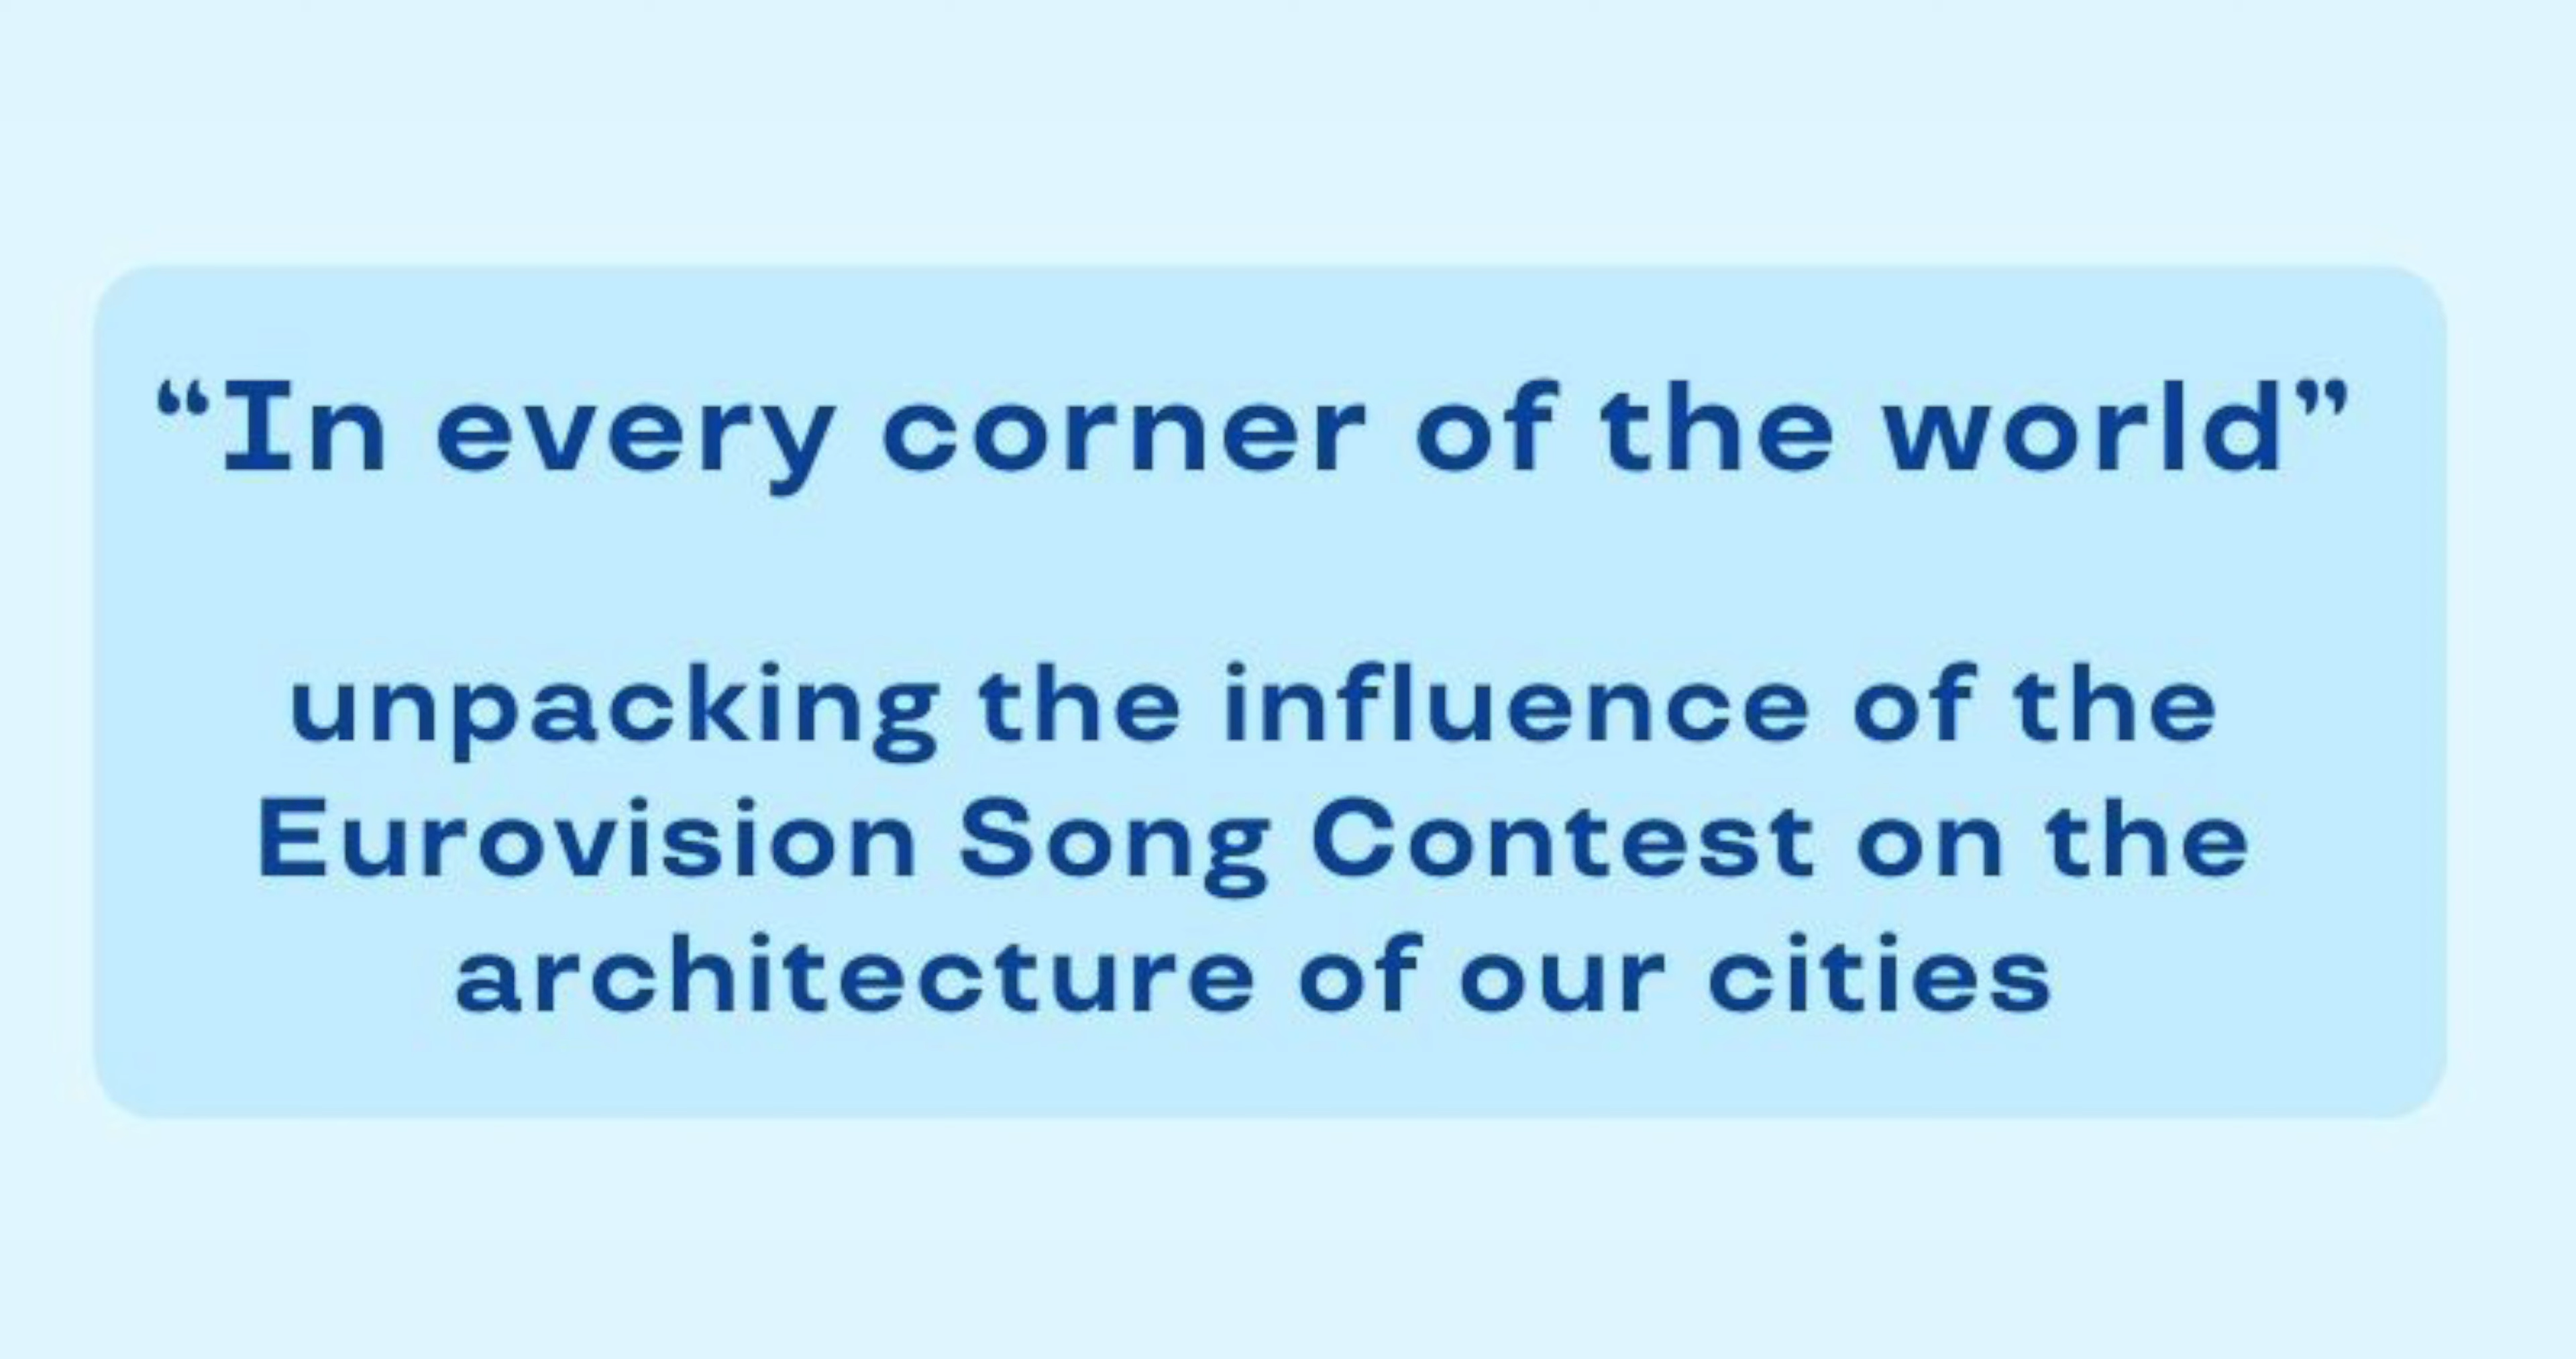 “In every corner of the world”
unpacking the influence of the
Eurovision Song Contest on the
architecture of our cities